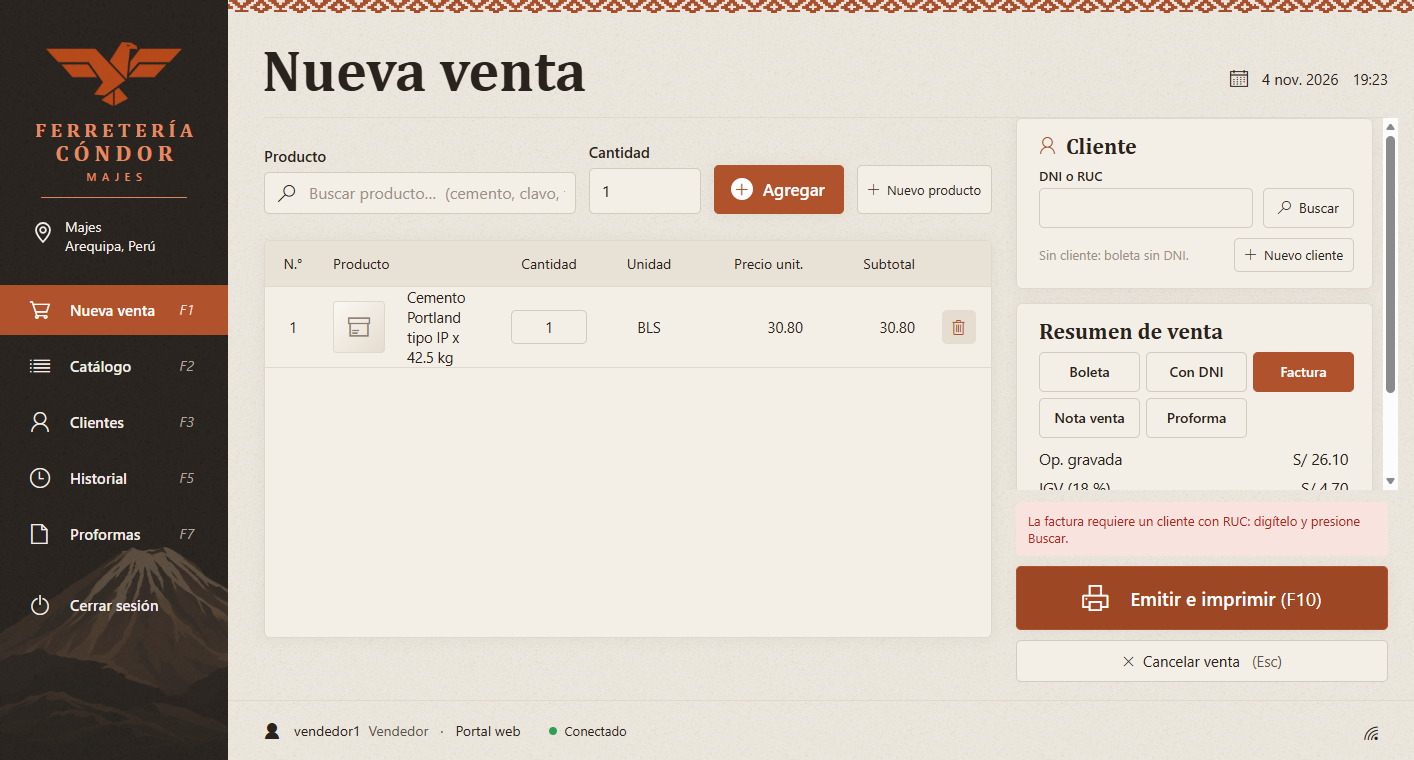 FERRETERÍA
CÓNDOR
MAJES
Majes
Arequipa, Perú
Nueva venta F1
Catálogo F2
Clientes F3
Historial F5
Proformas F7
Cerrar sesión
Nueva venta
4 nov. 2026 19:23
Producto
Buscar producto... (cemento, clavo,
Cantidad
1
Agregar
Nuevo producto
N.° Producto Cantidad Unidad Precio unit. Subtotal
1 Cemento Portland tipo IP x 42.5 kg 1 BLS 30.80 30.80
Cliente
DNI o RUC
Buscar
Sin cliente: boleta sin DNI.
Nuevo cliente
Resumen de venta
Boleta Con DNI Factura
Nota venta Proforma
Op. gravada S/ 26.10
IGV (18 %) S/ 4.70
La factura requiere un cliente con RUC: digítelo y presione
Buscar.
Emitir e imprimir (F10)
Cancelar venta (Esc)
vendedor1 Vendedor · Portal web Conectado